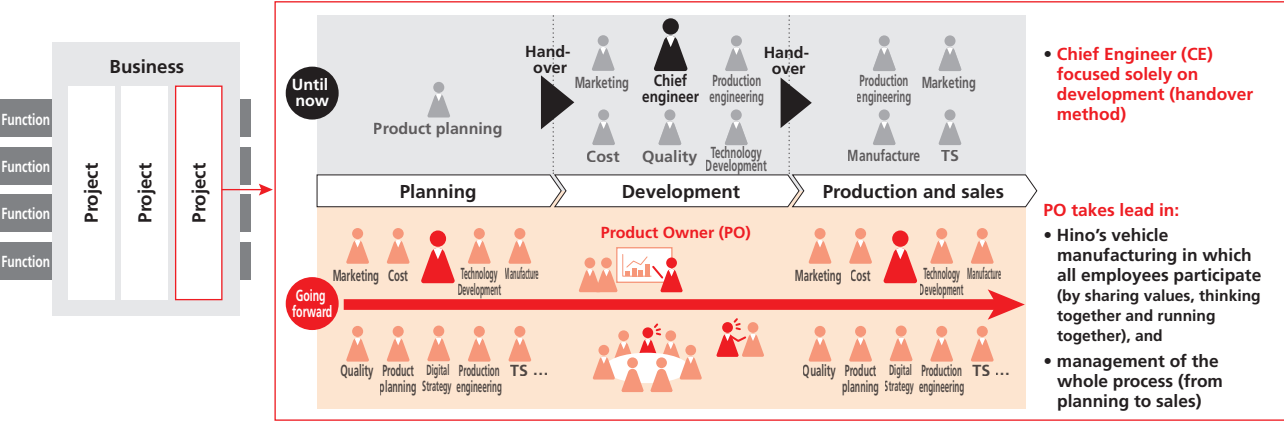 Business
Function
Function
Function
Function
Project
Project
Project
Until
now
Product planning
Hand-
over
Marketing
Chief
engineer
Production
engineering
Cost
Quality
Technology
Development
Hand-
over
Production
engineering
Marketing
Manufacture
TS
• Chief Engineer (CE)
focused solely on
development (handover
method)
Planning
Development
Production and sales
Going
forward
Marketing
Cost
Technology
Development
Manufacture
Product Owner (PO)
Marketing
Cost
Technology
Development
Manufacture
Quality
Product
planning
Digital
Strategy
Production
engineering
TS ...
Quality
Product
planning
Digital
Strategy
Production
engineering
TS ...
PO takes lead in:
• Hino’s vehicle
manufacturing in which
all employees participate
(by sharing values, thinking
together and running
together), and
• management of the
whole process (from
planning to sales)